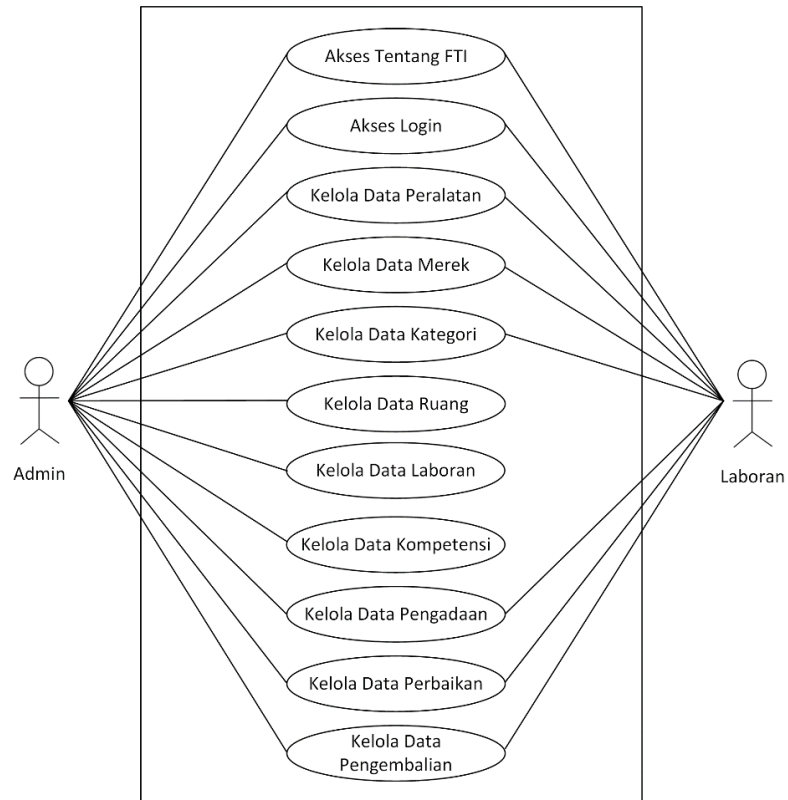 Akses Tentang FTI
Akses Login
Kelola Data Peralatan
Kelola Data Merek
Kelola Data Kategori
Kelola Data Ruang
Admin
Kelola Data Laboran
Laboran
Kelola Data Kompetensi
Kelola Data Pengadaan
Kelola Data Perbaikan
Kelola Data
Pengembalian